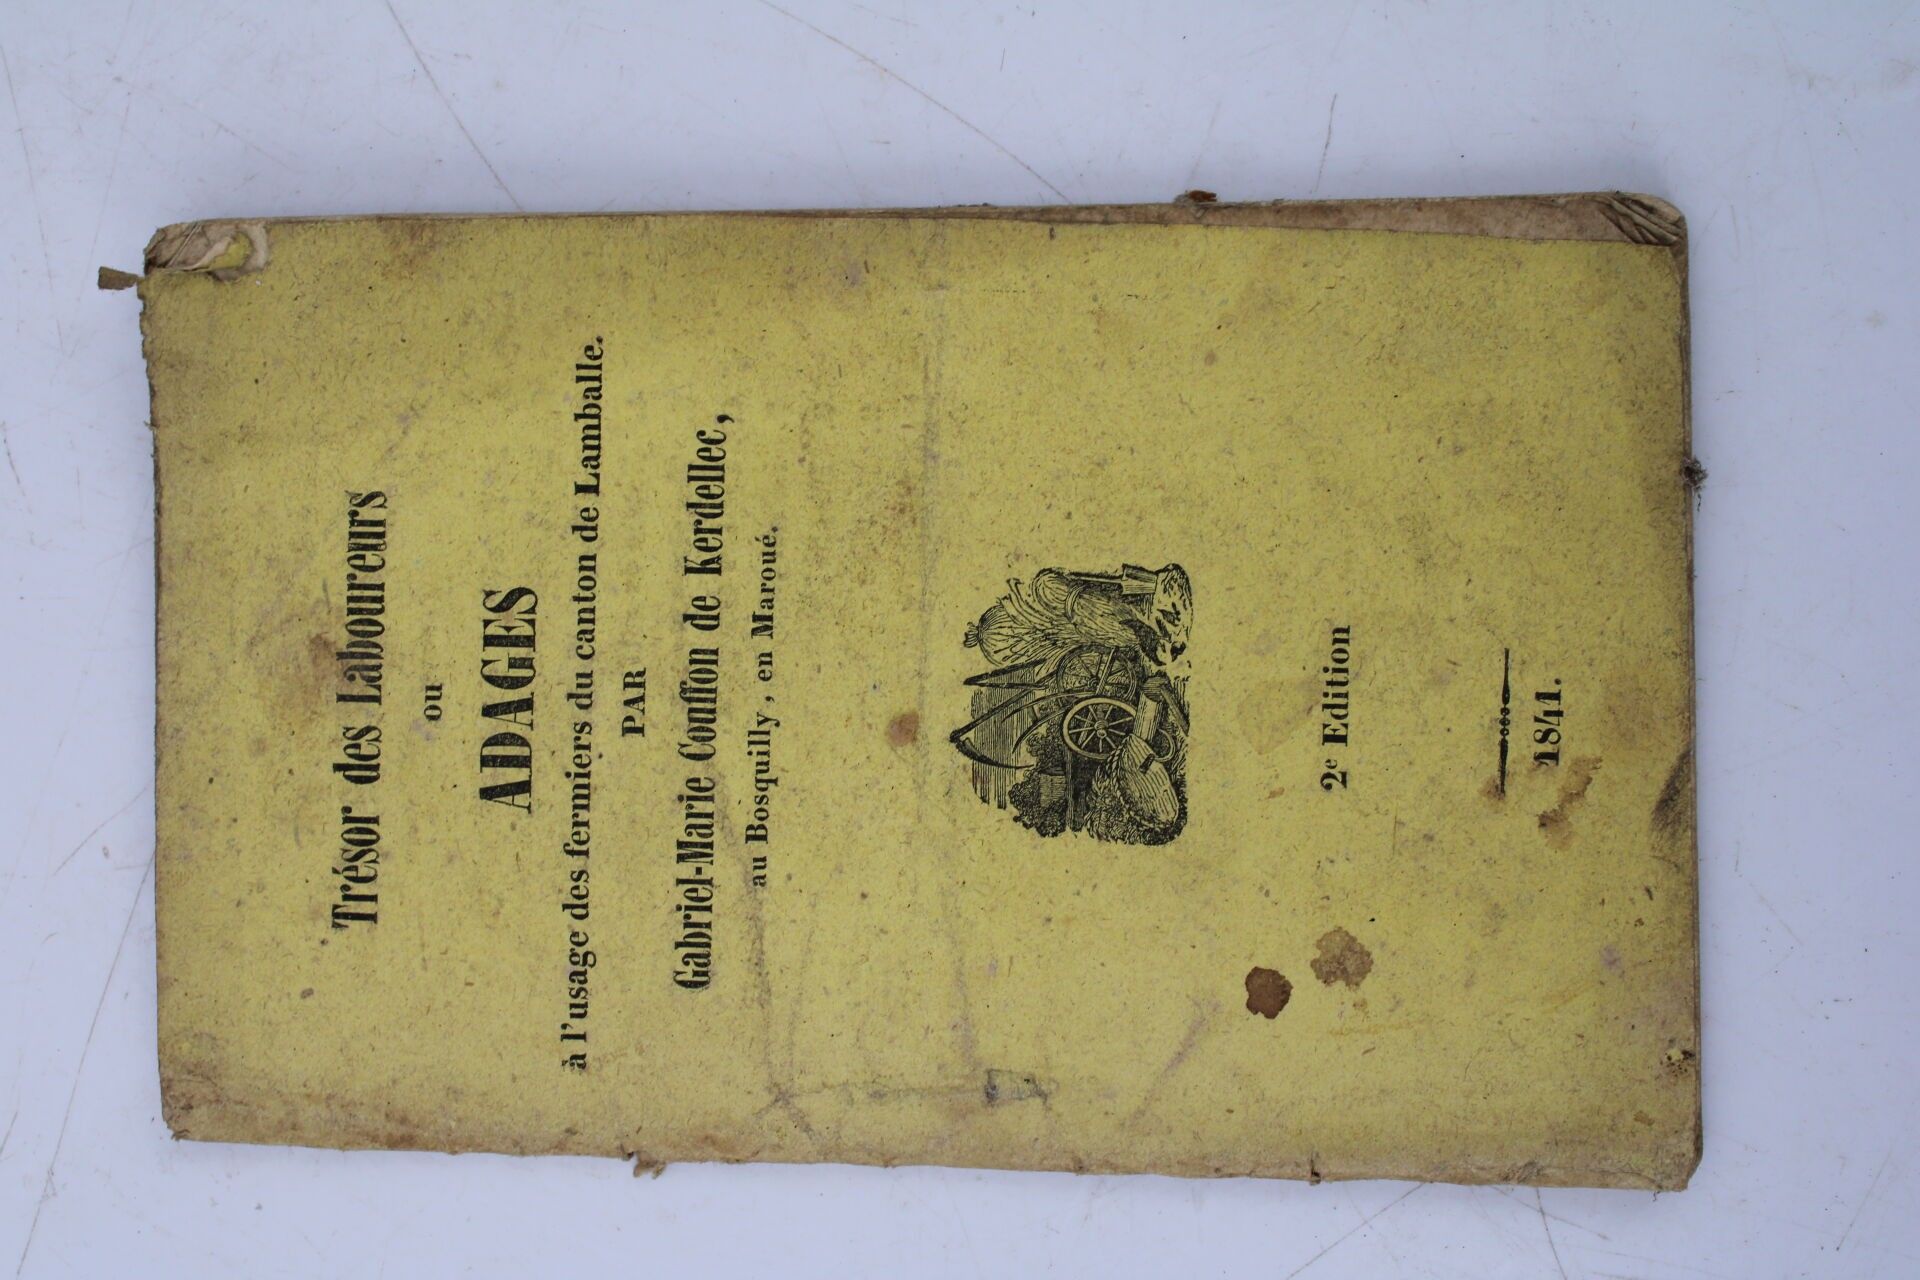 Trésor des Laboureurs
ou
ADAGES
à l'usage des fermiers du canton de Lamballe.
PAR
Gabriel-Marie Couffon de Kerdellec,
au Bosquilly, en Maroué.
2e Edition
1841.